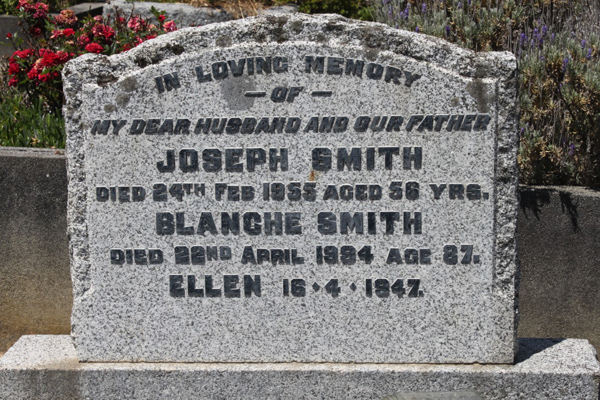 IN LOVING MEMORY
— OF —
MY DEAR HUSBAND AND OUR FATHER
JOSEPH SMITH
DIED 24TH FEB 1955 AGED 56 YRS.
BLANCHE SMITH
DIED 22ND APRIL 1984 AGE 87.
ELLEN 16·4·1947.